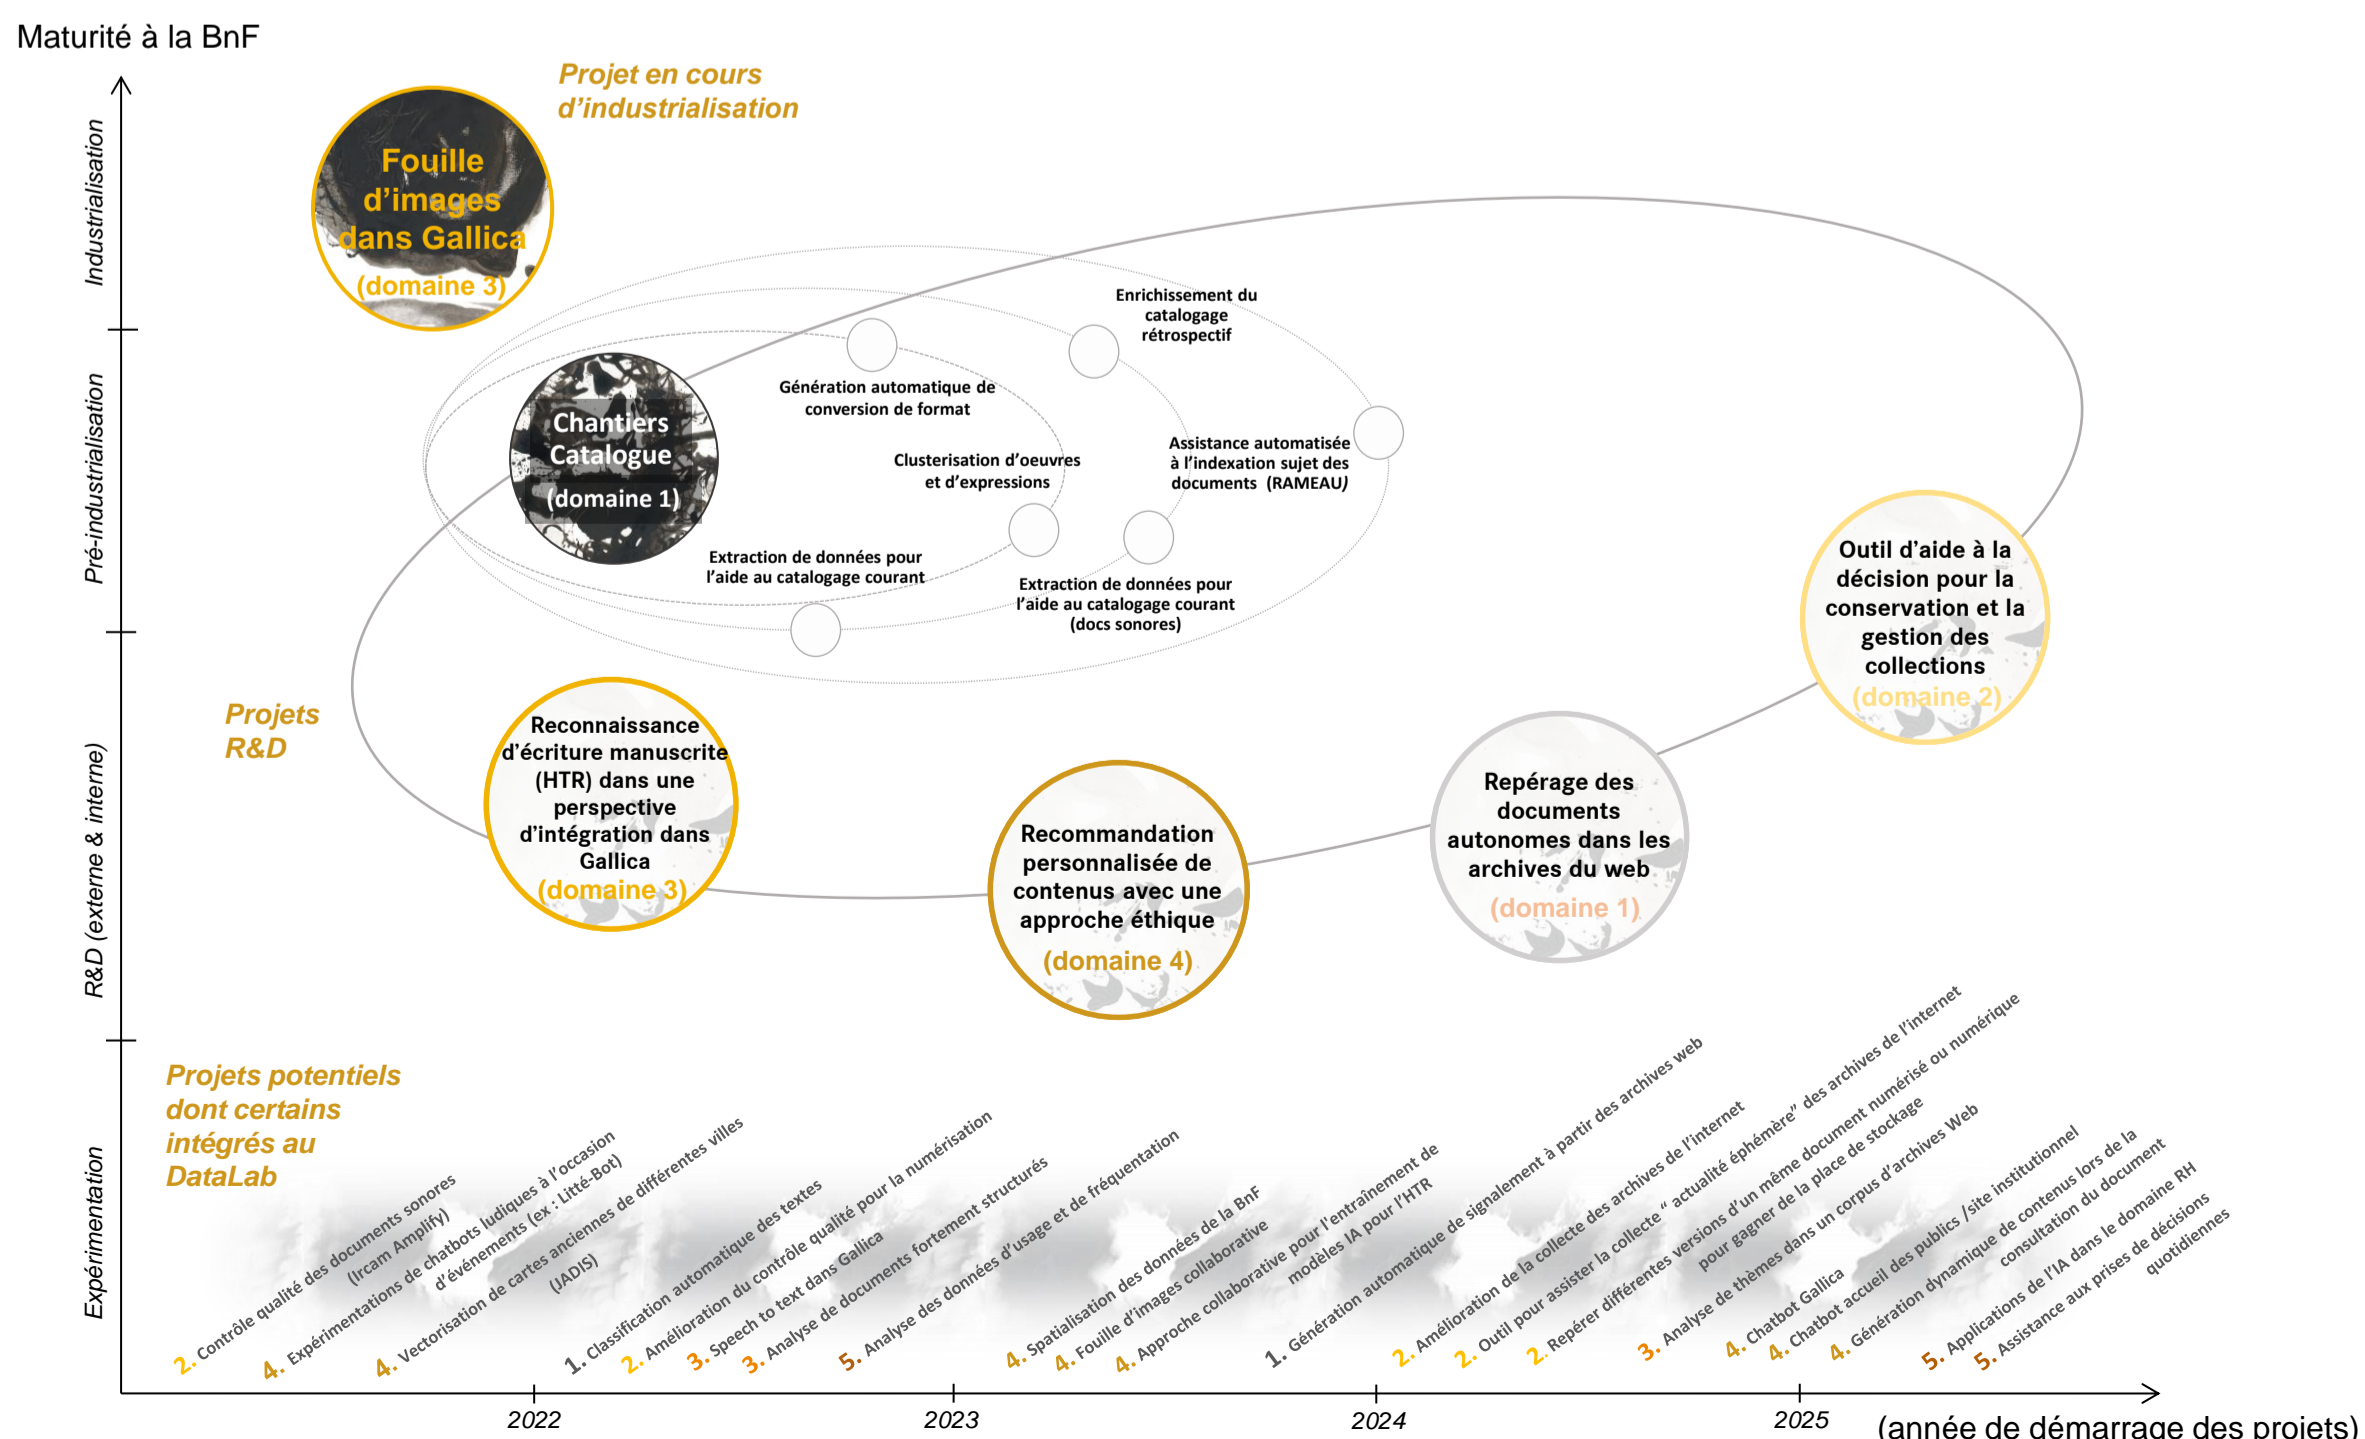 Maturité à la BnF
Projet en cours
d'industrialisation
Industrialisation
Fouille
d'images
dans Gallica
(domaine 3)
Pré-industrialisation
Chantiers
Catalogue
(domaine 1)
Génération automatique de
conversion de format
Enrichissement du
catalogage
rétrospectif
Clusterisation d'oeuvres
et d'expressions
Assistance automatisée
à l'indexation sujet des
documents (RAMEAU)
Extraction de données pour
l'aide au catalogage courant
Extraction de données pour
l'aide au catalogage courant
(docs sonores)
Outil d'aide à la
décision pour la
conservation et la
gestion des
collections
(domaine 2)
Projets
R&D
R&D (externe & interne)
Reconnaissance
d'écriture manuscrite
(HTR) dans une
perspective
d'intégration dans
Gallica
(domaine 3)
Recommandation
personnalisée de
contenus avec une
approche éthique
(domaine 4)
Repérage des
documents
autonomes dans les
archives du web
(domaine 1)
Projets potentiels
dont certains
intégrés au
DataLab
Expérimentation
2. Contrôle qualité des documents sonores
(Ircam Amplify)
4. Expérimentations de chatbots ludiques à l'occasion
d'événements (ex : Litté-Bot)
4. Vectorisation de cartes anciennes de différentes villes
(JADIS)
1. Classification automatique des textes
2. Amélioration du contrôle qualité pour la numérisation
3. Speech to text dans Gallica
3. Analyse de documents fortement structurés
5. Analyse des données d'usage et de fréquentation
4. Spatialisation des données de la BnF
4. Fouille d'images collaborative
4. Approche collaborative pour l'entraînement de
modèles IA pour l'HTR
1. Génération automatique de signalement à partir des archives web
2. Amélioration de la collecte des archives de l'internet
2. Outil pour assister la collecte " actualité éphémère" des archives de l'internet
2. Repérer différentes versions d'un même document numérisé ou numérique
pour gagner de la place de stockage
3. Analyse de thèmes dans un corpus d'archives Web
4. Chatbot Gallica
4. Chatbot accueil des publics /site institutionnel
4. Génération dynamique de contenus lors de la
consultation du document
5. Applications de l'IA dans le domaine RH
5. Assistance aux prises de décisions
quotidiennes
2022
2023
2024
2025
(année de démarrage des projets)